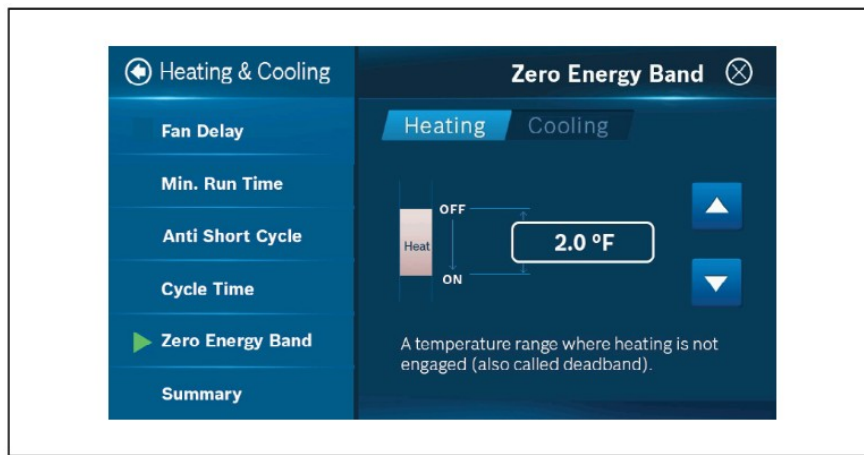 Heating & Cooling
Fan Delay
Min. Run Time
Anti Short Cycle
Cycle Time
Zero Energy Band
Summary
Zero Energy Band
Heating Cooling
OFF
Heat
ON
2.0 ºF
A temperature range where heating is not
engaged (also called deadband).